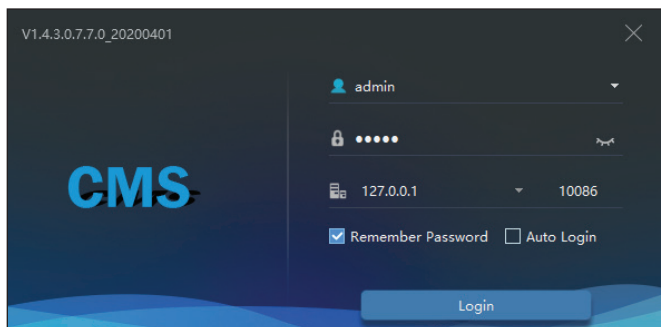 V1.4.3.0.7.7.0_20200401
admin
•••••
CMS
127.0.0.1 10086
Remember Password Auto Login
Login